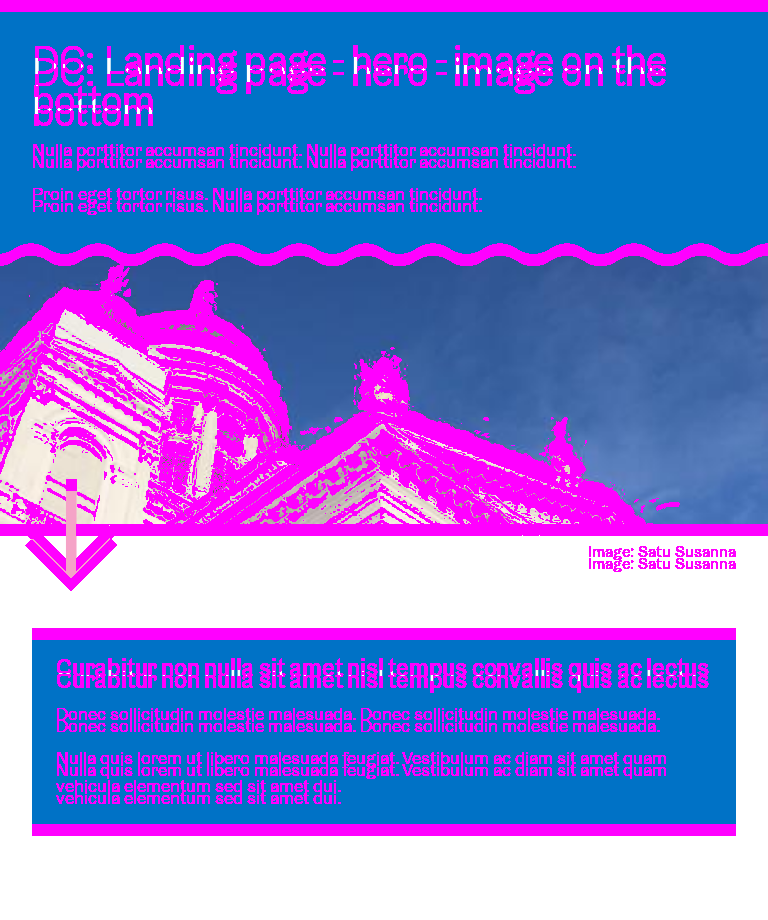 DC: Landing page - hero - image on the
bottom
Nulla porttitor accumsan tincidunt. Nulla porttitor accumsan tincidunt.
Proin eget tortor risus. Nulla porttitor accumsan tincidunt.
Image: Satu Susanna
Curabitur non nulla sit amet nisl tempus convallis quis ac lectus
Donec sollicitudin molestie malesuada. Donec sollicitudin molestie malesuada.
Nulla quis lorem ut libero malesuada feugiat. Vestibulum ac diam sit amet quam
vehicula elementum sed sit amet dui.